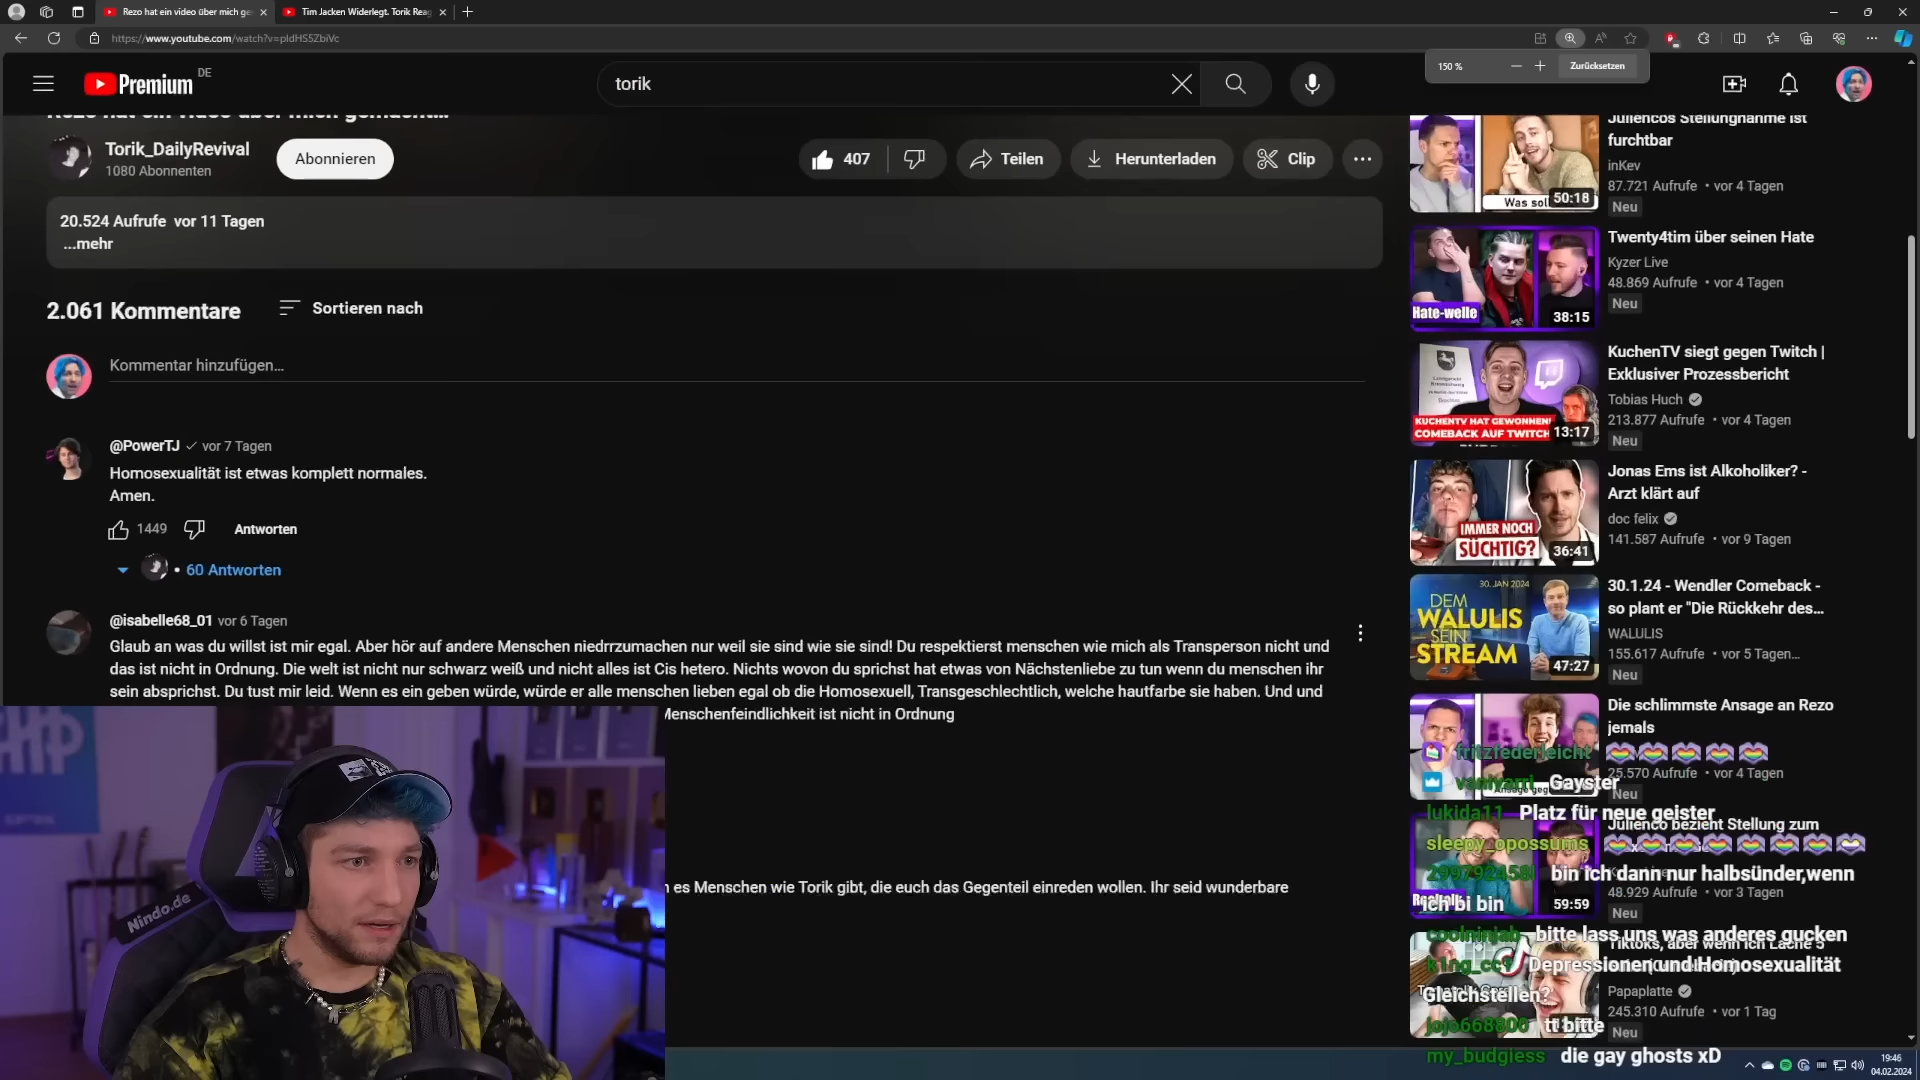 Rezo hat ein video über mich ge
Tim Jacken Widerlegt. Torik Reag
https://www.youtube.com/watch?v=pldHS5ZbiVc
150 %
Zurücksetzen
Premium
DE
torik
Rezo hat ein video über mich gemacht...
Torik_DailyRevival
1080 Abonnenten
Abonnieren
407
Teilen
Herunterladen
Clip
20.524 Aufrufe vor 11 Tagen
...mehr
2.061 Kommentare
Sortieren nach
Kommentar hinzufügen...
@PowerTJ vor 7 Tagen
Homosexualität ist etwas komplett normales.
Amen.
1449
Antworten
• 60 Antworten
@isabelle68_01 vor 6 Tagen
Glaub an was du willst ist mir egal. Aber hör auf andere Menschen niedrrzumachen nur weil sie sind wie sie sind! Du respektierst menschen wie mich als Transperson nicht und
das ist nicht in Ordnung. Die welt ist nicht nur schwarz weiß und nicht alles ist Cis hetero. Nichts wovon du sprichst hat etwas von Nächstenliebe zu tun wenn du menschen ihr
sein absprichst. Du tust mir leid. Wenn es ein geben würde, würde er alle menschen lieben egal ob die Homosexuell, Transgeschlechtlich, welche hautfarbe sie haben. Und und
Menschenfeindlichkeit ist nicht in Ordnung
es Menschen wie Torik gibt, die euch das Gegenteil einreden wollen. Ihr seid wunderbare
Nindo.de
Juliencos Stellungnahme ist
furchtbar
inKev
87.721 Aufrufe • vor 4 Tagen
Neu
50:18
Twenty4tim über seinen Hate
Kyzer Live
48.869 Aufrufe • vor 4 Tagen
Neu
Hate-welle
38:15
KuchenTV siegt gegen Twitch |
Exklusiver Prozessbericht
Tobias Huch
213.877 Aufrufe • vor 4 Tagen
Neu
KUCHENTV HAT GEWONNEN!
COMEBACK AUF TWITCH
13:17
Jonas Ems ist Alkoholiker? -
Arzt klärt auf
doc felix
141.587 Aufrufe • vor 9 Tagen
IMMER NOCH
SÜCHTIG?
36:41
30.1.24 - Wendler Comeback -
so plant er "Die Rückkehr des...
WALULIS
155.617 Aufrufe • vor 5 Tagen...
Neu
30. JAN 2024
DEM
WALULIS
SEIN
STREAM
47:27
Die schlimmste Ansage an Rezo
jemals
25.570 Aufrufe • vor 4 Tagen
Neu
Julienco bezieht Stellung zum
48.929 Aufrufe • vor 3 Tagen
Neu
59:59
Tiktoks, aber wenn ich Lache 5
Papaplatte
245.310 Aufrufe • vor 1 Tag
Neu
fritzfederleicht
Gayster
lukida11 Platz für neue geister
sleepy_opossums
bin ich dann nur halbsünder,wenn
ich bi bin
coolninjab bitte lass uns was anderes gucken
Depressionen und Homosexualität
Gleichstellen?
jojo668800 tt bitte
my_budgiess die gay ghosts xD
19:46
04.02.2024